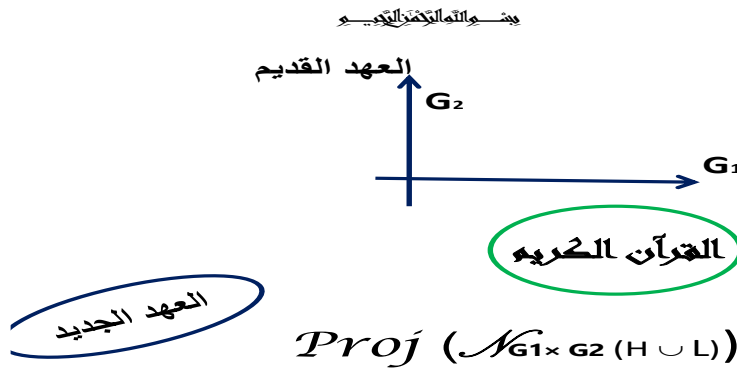 بسم الله الرحمن الرحيم
العهد القديم
G2
G1
القرآن الكريم
العهد الجديد
Proj (𝒩G1× G2 (H ∪ L))